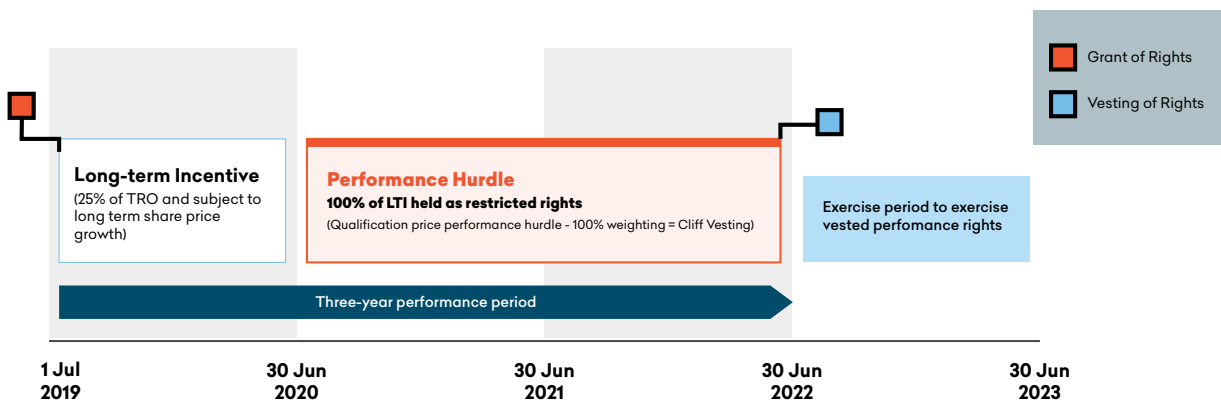 Grant of Rights
Vesting of Rights
Long-term Incentive
(25% of TRO and subject to
long term share price
growth)
Performance Hurdle
100% of LTI held as restricted rights
(Qualification price performance hurdle - 100% weighting = Cliff Vesting)
Exercise period to exercise
vested perfomance rights
Three-year performance period
1 Jul
2019
30 Jun
2020
30 Jun
2021
30 Jun
2022
30 Jun
2023